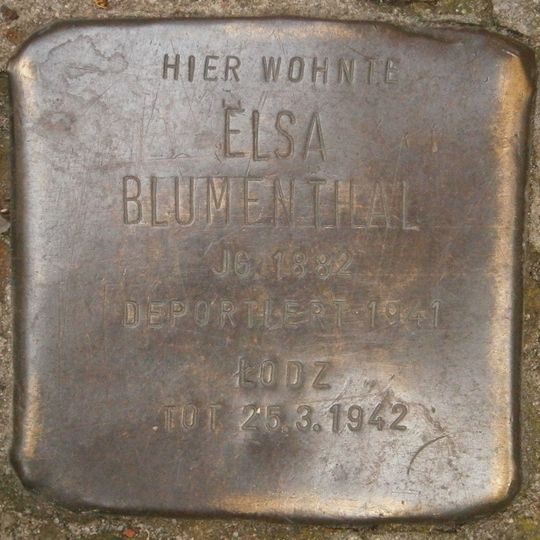 HIER WOHNTE
ELSA
BLUMENTHAL
JG. 1882
DEPORTIERT 1941
ŁODZ
TOT 25.3.1942